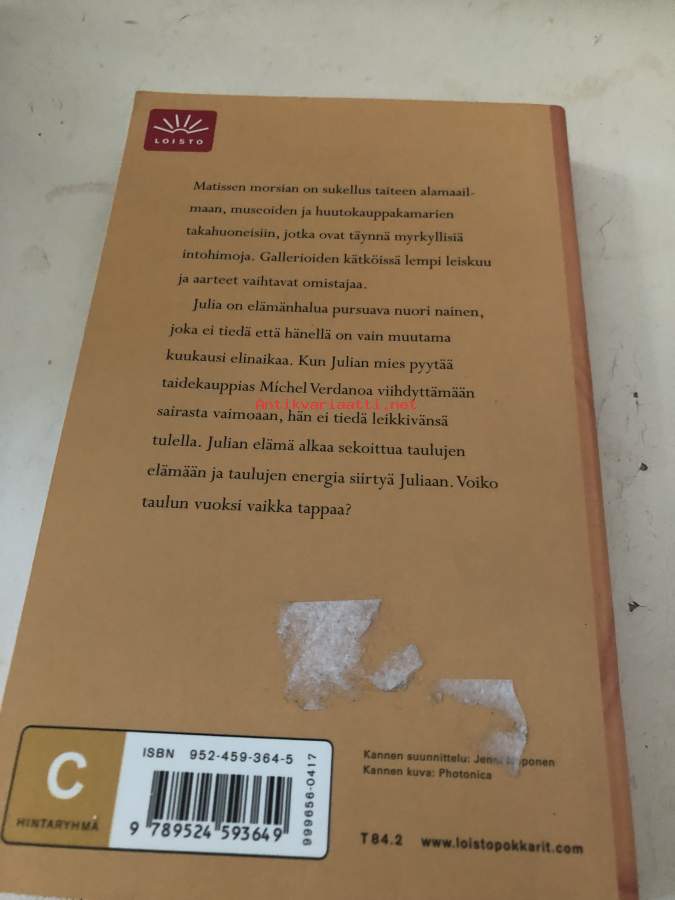 LOISTO
Matissen morsian on sukellus taiteen alamaail-
maan, museoiden ja huutokauppakamarien
takahuoneisiin, jotka ovat täynnä myrkyllisiä
intohimoja. Gallerioiden kätköissä lempi leiskuu
ja aarteet vaihtavat omistajaa.
Julia on elämänhalua pursuava nuori nainen,
joka ei tiedä että hänellä on vain muutama
kuukausi elinaikaa. Kun Julian mies pyytää
taidekauppias Míchel Verdanoa viihdyttämään
Antikvariaatti.net
sairasta vaimoaan, hän ei tiedä leikkivänsä
tulella. Julian elämä alkaa sekoittua taulujen
elämään ja taulujen energia siirtyä Juliaan. Voiko
taulun vuoksi vaikka tappaa?
C
HINTARYHMÄ
ISBN 952-459-364-5
9 789524 593649
999656-0417
Kannen suunnittelu: Jenni
Kannen kuva: Photonica
T 84.2 www.loistopokkarit.com